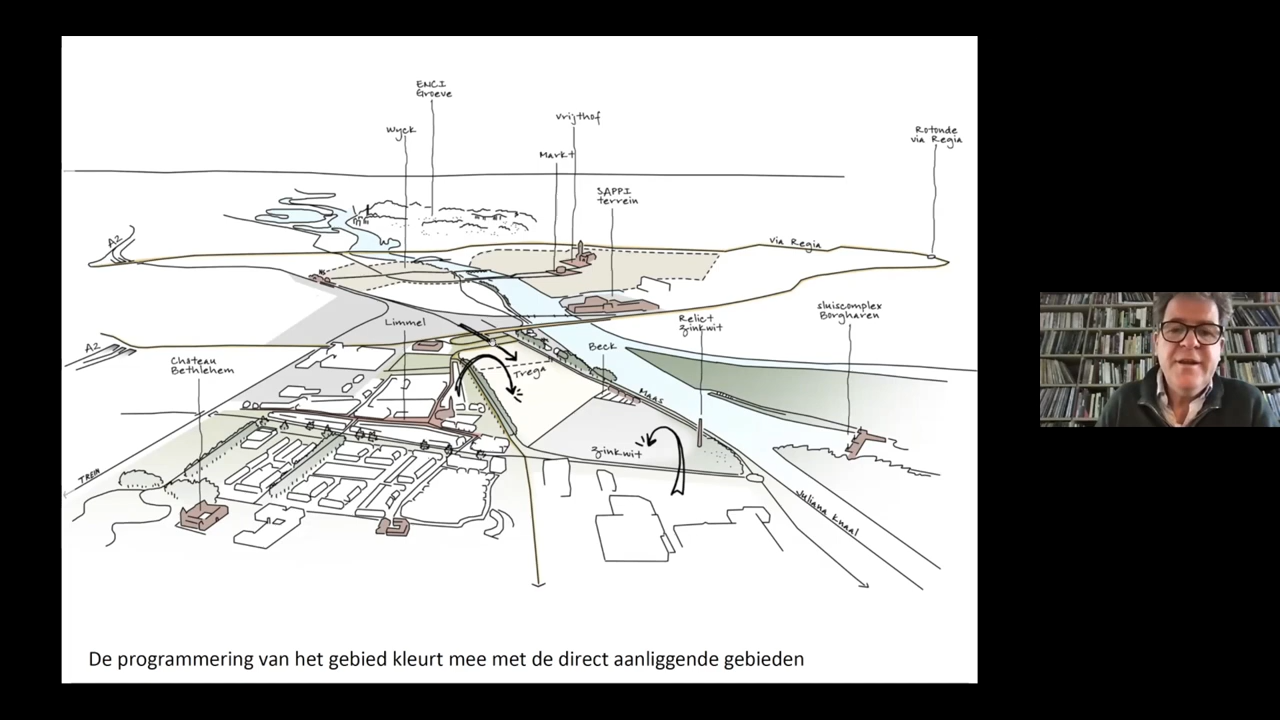 ENCI
Groeve
Wyck
Vrijthof
Markt
Rotonde
via Regia
SAPPI
terrein
A2
via Regia
sluiscomplex
Borgharen
Limmel
Relict
zinkwit
A2
Beck
Chateau
Bethlehem
Trega
Maas
zinkwit
TREIN
Juliana knaal
De programmering van het gebied kleurt mee met de direct aanliggende gebieden